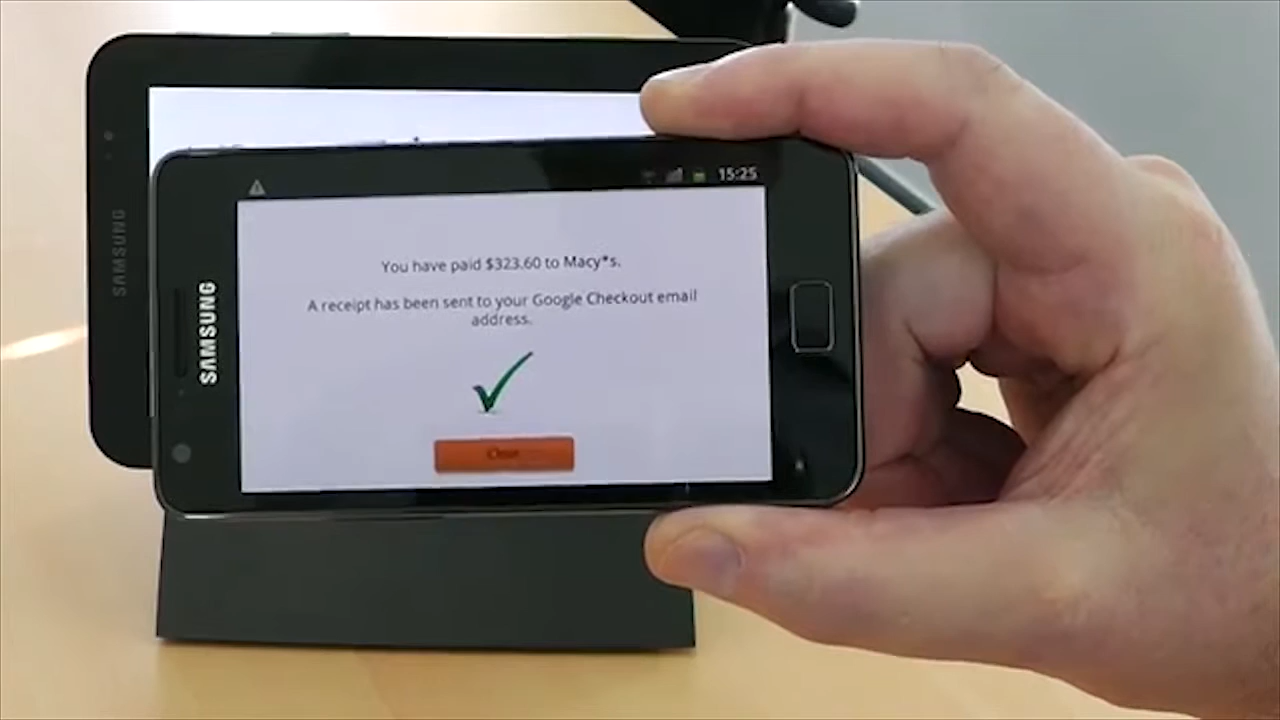 SAMSUNG
15:25
SAMSUNG
You have paid $323.60 to Macy*s.
A receipt has been sent to your Google Checkout email
address.